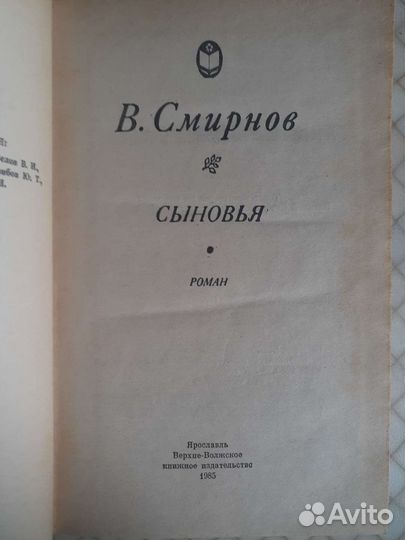 В. Смирнов
СЫНОВЬЯ
РОМАН
Ярославль
Верхне-Волжское
книжное издательство
1985
В. И.,
Ю. Т.,
Avito